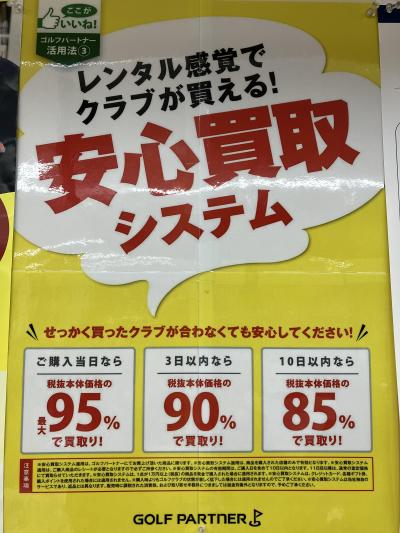 ここが
いいね!
ゴルフパートナー
活用法③
レンタル感覚で
クラブが買える!
安心買取
システム
せっかく買ったクラブが合わなくても安心してください!
ご購入当日なら
税抜本体価格の
最大95%
で買取り!
3日以内なら
税抜本体価格の
90%
で買取り!
10日以内なら
税抜本体価格の
85%
で買取り!
注意事項
GOLF PARTNER